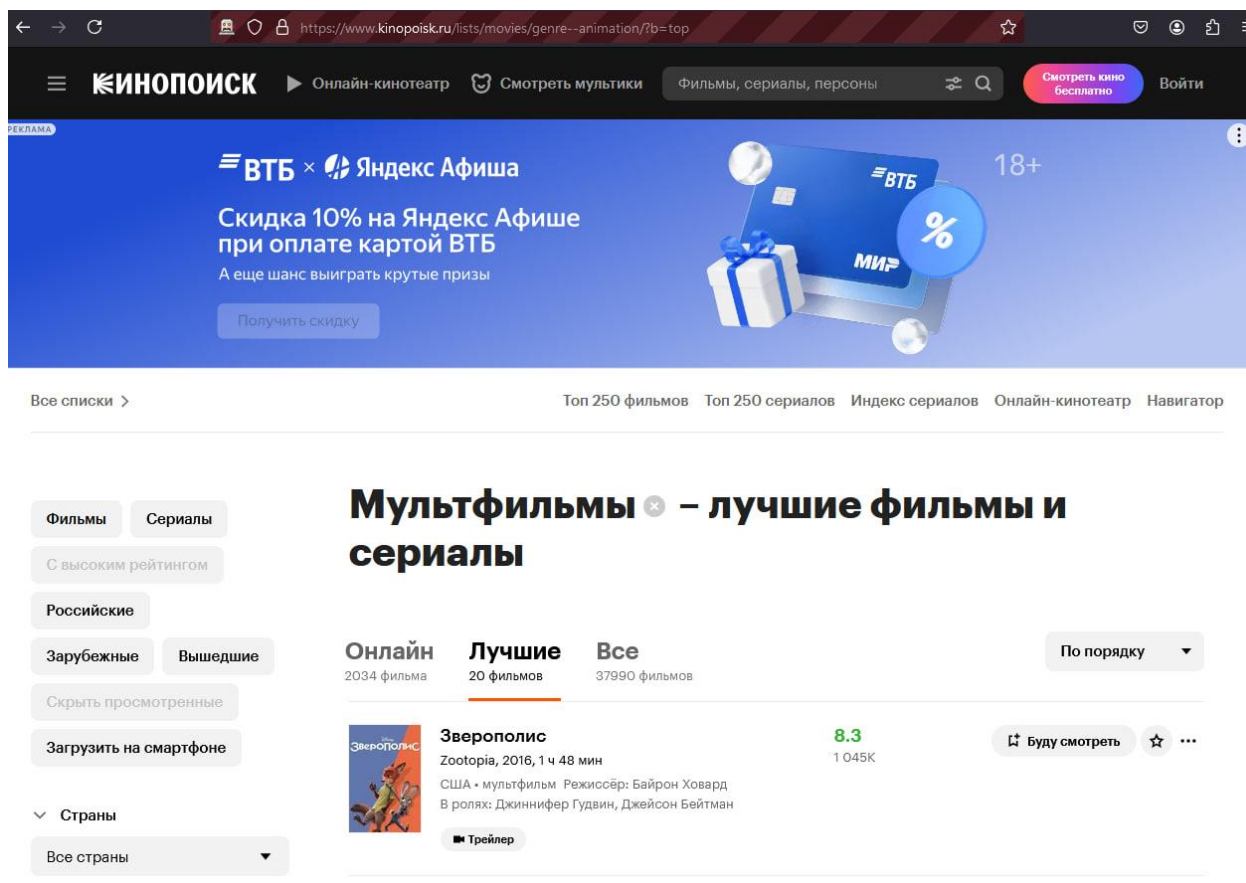 https://www.kinopoisk.ru/lists/movies/genre--animation/?b=top
КИНОПОИСК
Онлайн-кинотеатр
Смотреть мультики
Фильмы, сериалы, персоны
Смотреть кино
бесплатно
Войти
РЕКЛАМА
ВТБ × Яндекс Афиша
18+
Скидка 10% на Яндекс Афише
при оплате картой ВТБ
А еще шанс выиграть крутые призы
Получить скидку
ВТБ
%
МИР
Все списки >
Топ 250 фильмов Топ 250 сериалов Индекс сериалов Онлайн-кинотеатр Навигатор
Мультфильмы – лучшие фильмы и
сериалы
Фильмы Сериалы
С высоким рейтингом
Российские
Зарубежные Вышедшие
Скрыть просмотренные
Загрузить на смартфоне
Страны
Все страны
Онлайн
2034 фильма
Лучшие
20 фильмов
Все
37990 фильмов
По порядку
Disney
ЗВЕРОПОЛИС
Зверополис
Zootopia, 2016, 1 ч 48 мин
США • мультфильм Режиссёр: Байрон Ховард
В ролях: Джиннифер Гудвин, Джейсон Бейтман
Трейлер
8.3
1 045K
Буду смотреть